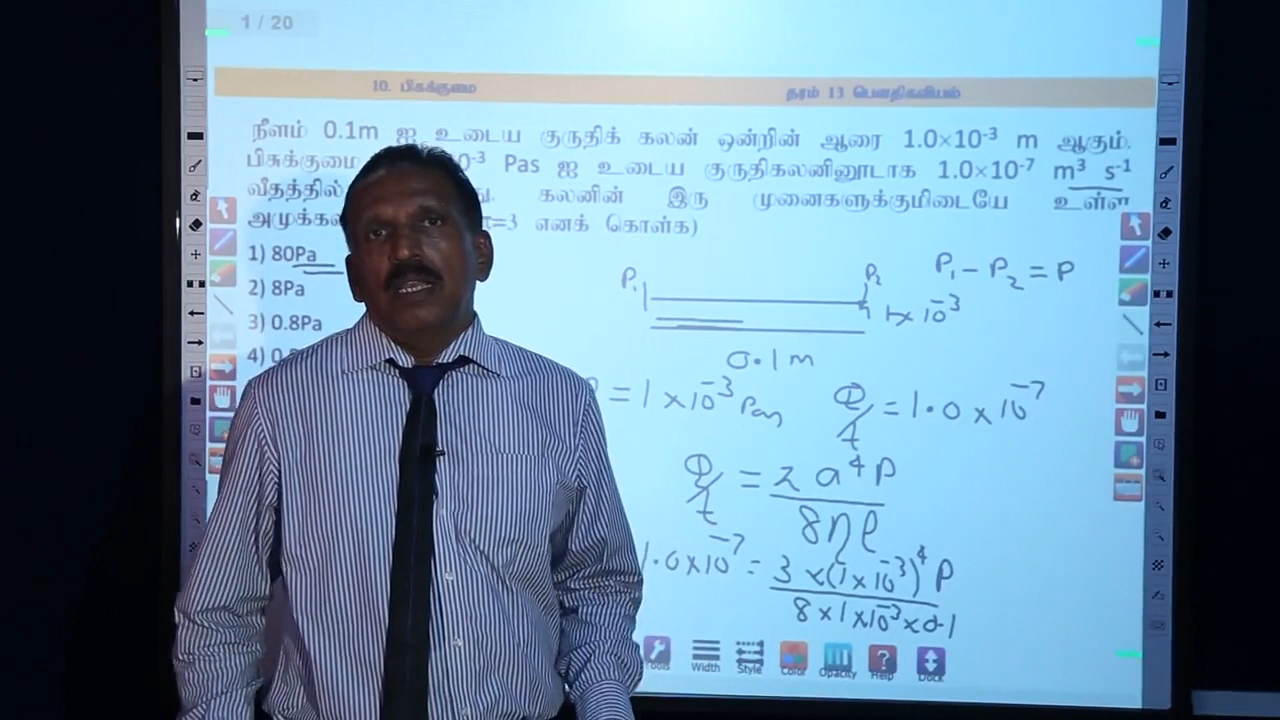 1 / 20
10. பிசுக்குமை தரம் 13 பௌதிகவியல்
நீளம் 0.1m ஐ உடைய குருதிக் கலன் ஒன்றின் ஆரை 1.0×10⁻³ m ஆகும்.
பிசுக்குமை 0⁻³ Pas ஐ உடைய குருதிகலனினூடாக 1.0×10⁻⁷ m³ s⁻¹
வீதத்தில் து. கலனின் இரு முனைகளுக்குமிடையே உள்ள
அமுக்க =3 எனக் கொள்க)
1) 80Pa
2) 8Pa
3) 0.8Pa
4) 0.
P₁ P₂ P₁ − P₂ = P
1×10⁻³
0.1m
= 1×10⁻³ Pas Q/t = 1.0×10⁻⁷
Q/t = π a⁴ P / 8ηl
1.0×10⁻⁷ = 3×(1×10⁻³)⁴ P / 8×1×10⁻³×0.1
Tools Width Style Color Opacity Help Dock